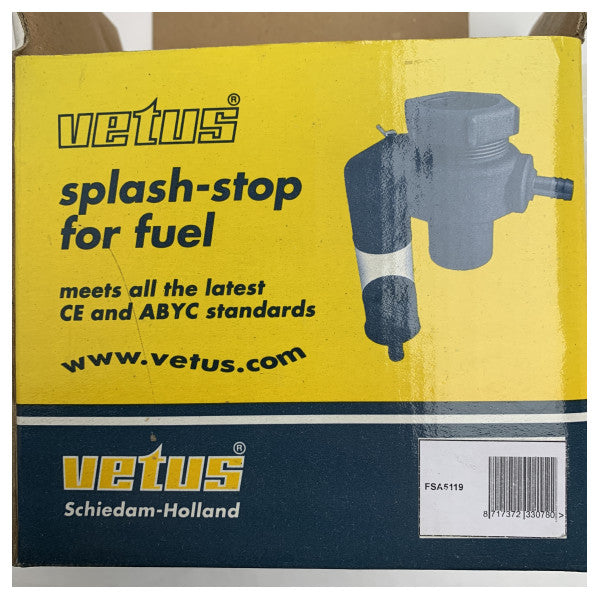 vetus®
splash-stop
for fuel
meets all the latest
CE and ABYC standards
www.vetus.com
vetus®
Schiedam-Holland
FSA5119
8 717372 330780 >